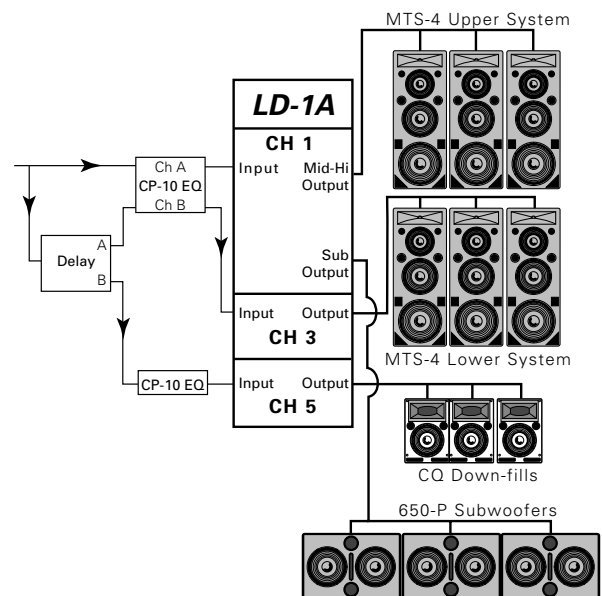 MTS-4 Upper System
LD-1A
CH 1
Input
Mid-Hi
Output
Sub
Output
Ch A
CP-10 EQ
Ch B
Delay
A
B
Input
Output
CH 3
MTS-4 Lower System
CP-10 EQ
Input
Output
CH 5
CQ Down-fills
650-P Subwoofers